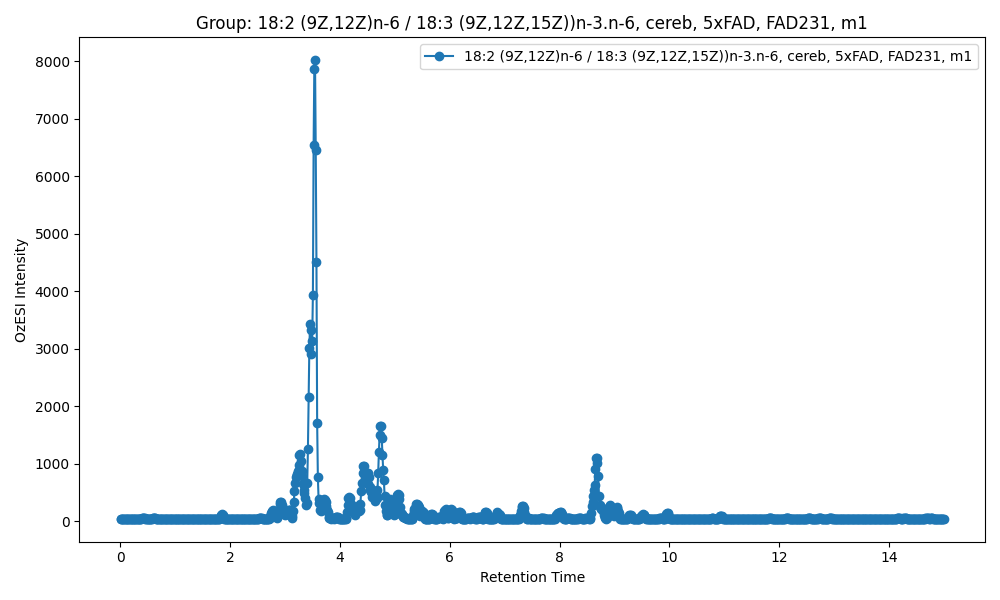 Group: 18:2 (9Z,12Z)n-6 / 18:3 (9Z,12Z,15Z))n-3.n-6, cereb, 5xFAD, FAD231, m1
18:2 (9Z,12Z)n-6 / 18:3 (9Z,12Z,15Z))n-3.n-6, cereb, 5xFAD, FAD231, m1
OzESI Intensity
8000
7000
6000
5000
4000
3000
2000
1000
0
0 2 4 6 8 10 12 14
Retention Time